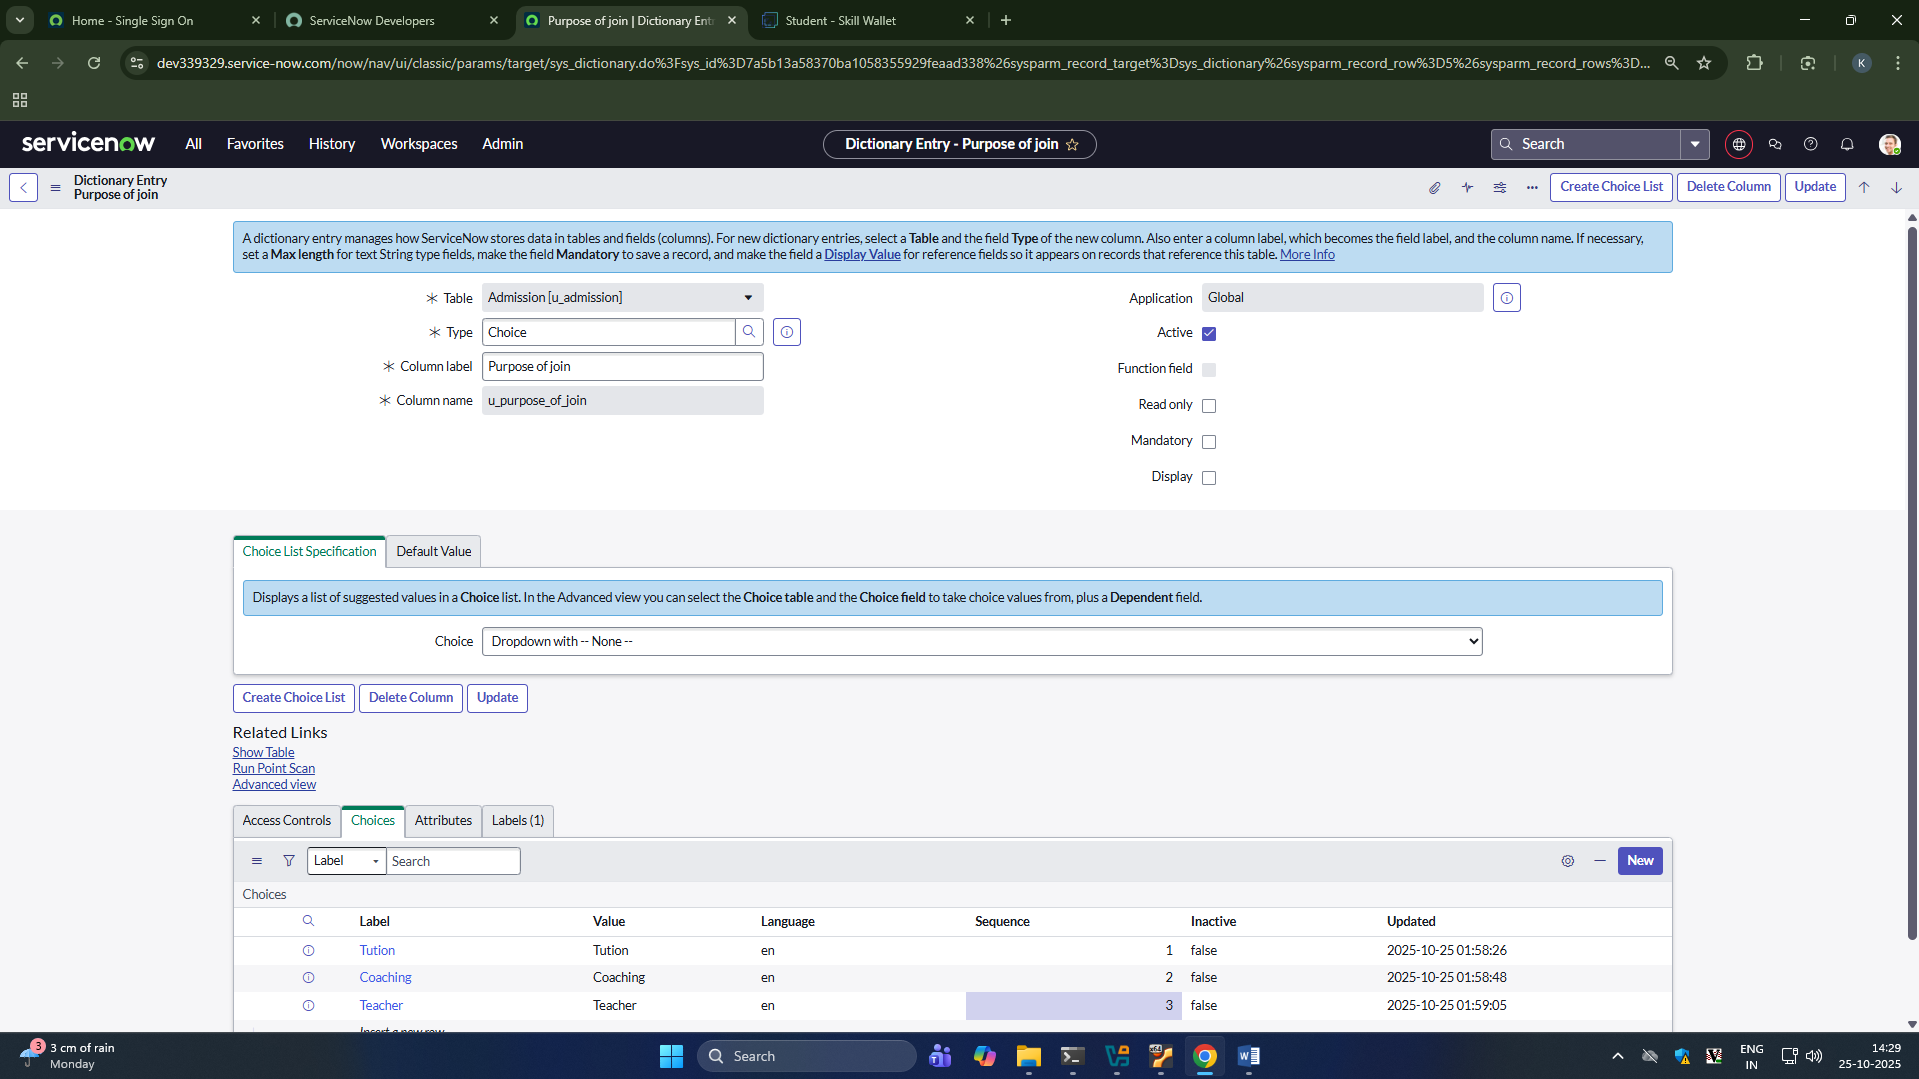 Home - Single Sign On
ServiceNow Developers
Purpose of join | Dictionary Ent
Student - Skill Wallet
dev339329.service-now.com/now/nav/ui/classic/params/target/sys_dictionary.do%3Fsys_id%3D7a5b13a58370ba1058355929feaad338%26sysparm_record_target%3Dsys_dictionary%26sysparm_record_row%3D5%26sysparm_record_rows%3D...
K
servicenow
All
Favorites
History
Workspaces
Admin
Dictionary Entry - Purpose of join
Search
Dictionary Entry
Purpose of join
Create Choice List
Delete Column
Update
A dictionary entry manages how ServiceNow stores data in tables and fields (columns). For new dictionary entries, select a Table and the field Type of the new column. Also enter a column label, which becomes the field label, and the column name. If necessary,
set a Max length for text String type fields, make the field Mandatory to save a record, and make the field a Display Value for reference fields so it appears on records that reference this table. More Info
Table
Admission [u_admission]
Application
Global
Type
Choice
Active
Column label
Purpose of join
Function field
Column name
u_purpose_of_join
Read only
Mandatory
Display
Choice List Specification
Default Value
Displays a list of suggested values in a Choice list. In the Advanced view you can select the Choice table and the Choice field to take choice values from, plus a Dependent field.
Choice
Dropdown with -- None --
Create Choice List
Delete Column
Update
Related Links
Show Table
Run Point Scan
Advanced view
Access Controls
Choices
Attributes
Labels (1)
Label
Search
New
Choices
Label Value Language Sequence Inactive Updated
Tution Tution en 1 false 2025-10-25 01:58:26
Coaching Coaching en 2 false 2025-10-25 01:58:48
Teacher Teacher en 3 false 2025-10-25 01:59:05
Insert a new row...
3
3 cm of rain
Monday
Search
ENG
IN
14:29
25-10-2025